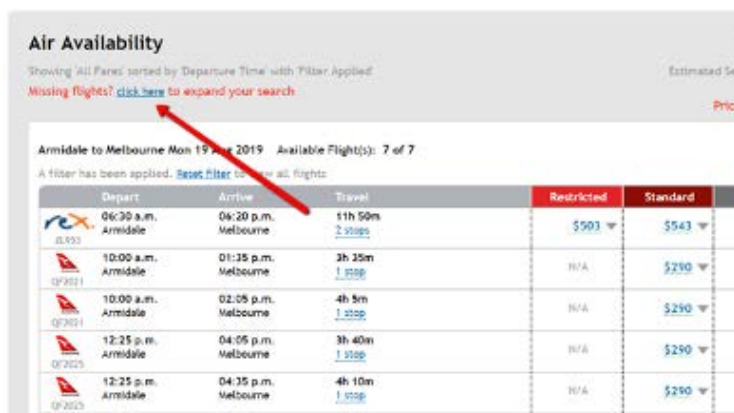 Air Availability
Showing 'All Fares' sorted by 'Departure Time' with 'Filter Applied'
Estimated Se
Missing flights? click here to expand your search
Pric
Armidale to Melbourne Mon 19 Aug 2019 Available Flight(s): 7 of 7
A filter has been applied. Reset filter to view all flights
Depart Arrive Travel Restricted Standard
rex. 06:30 a.m. 06:20 p.m. 11h 50m $503 $543
Armidale Melbourne 2 stops
10:00 a.m. 01:35 p.m. 3h 35m N/A $290
Armidale Melbourne 1 stop
QF2021
10:00 a.m. 02:05 p.m. 4h 5m N/A $290
Armidale Melbourne 1 stop
QF2021
12:25 p.m. 04:05 p.m. 3h 40m N/A $290
Armidale Melbourne 1 stop
QF2025
12:25 p.m. 04:35 p.m. 4h 10m N/A $290
Armidale Melbourne 1 stop
QF2025